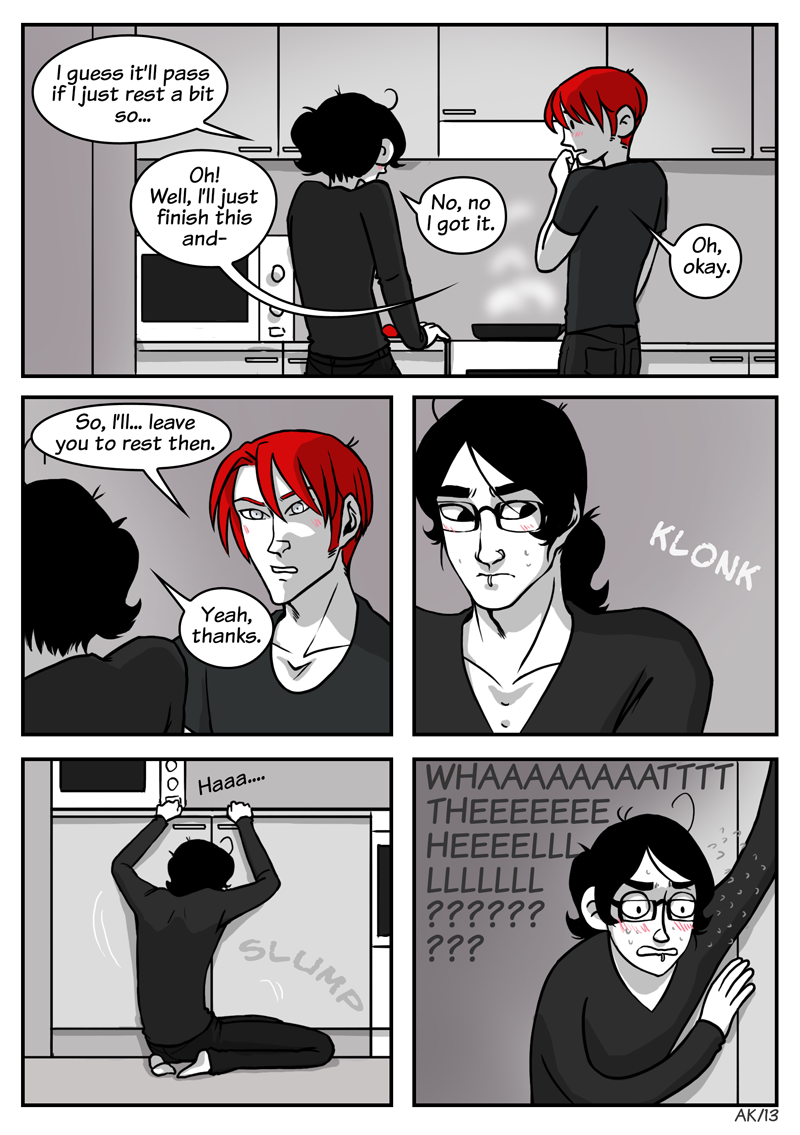 I guess it'll pass
if I just rest a bit
so...
Oh!
Well, I'll just
finish this
and-
No, no
I got it.
Oh,
okay.
So, I'll... leave
you to rest then.
Yeah,
thanks.
KLONK
Haaa....
SLUMP
WHAAAAAAAATTTT
THEEEEEEE
HEEEELLL
LLLLLLL
??????
???
AK/13